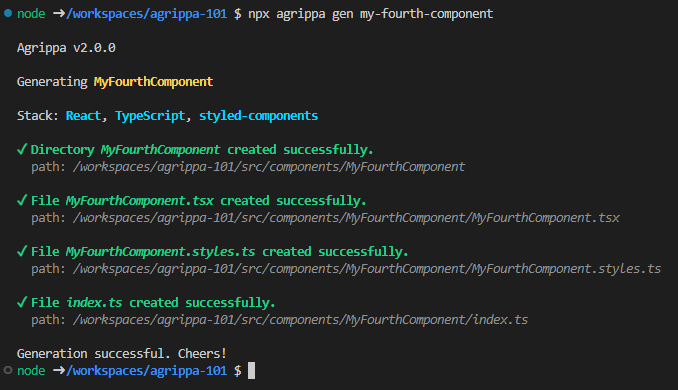 node ➜/workspaces/agrippa-101 $ npx agrippa gen my-fourth-component
Agrippa v2.0.0
Generating MyFourthComponent
Stack: React, TypeScript, styled-components
✓ Directory MyFourthComponent created successfully.
path: /workspaces/agrippa-101/src/components/MyFourthComponent
✓ File MyFourthComponent.tsx created successfully.
path: /workspaces/agrippa-101/src/components/MyFourthComponent/MyFourthComponent.tsx
✓ File MyFourthComponent.styles.ts created successfully.
path: /workspaces/agrippa-101/src/components/MyFourthComponent/MyFourthComponent.styles.ts
✓ File index.ts created successfully.
path: /workspaces/agrippa-101/src/components/MyFourthComponent/index.ts
Generation successful. Cheers!
node ➜/workspaces/agrippa-101 $